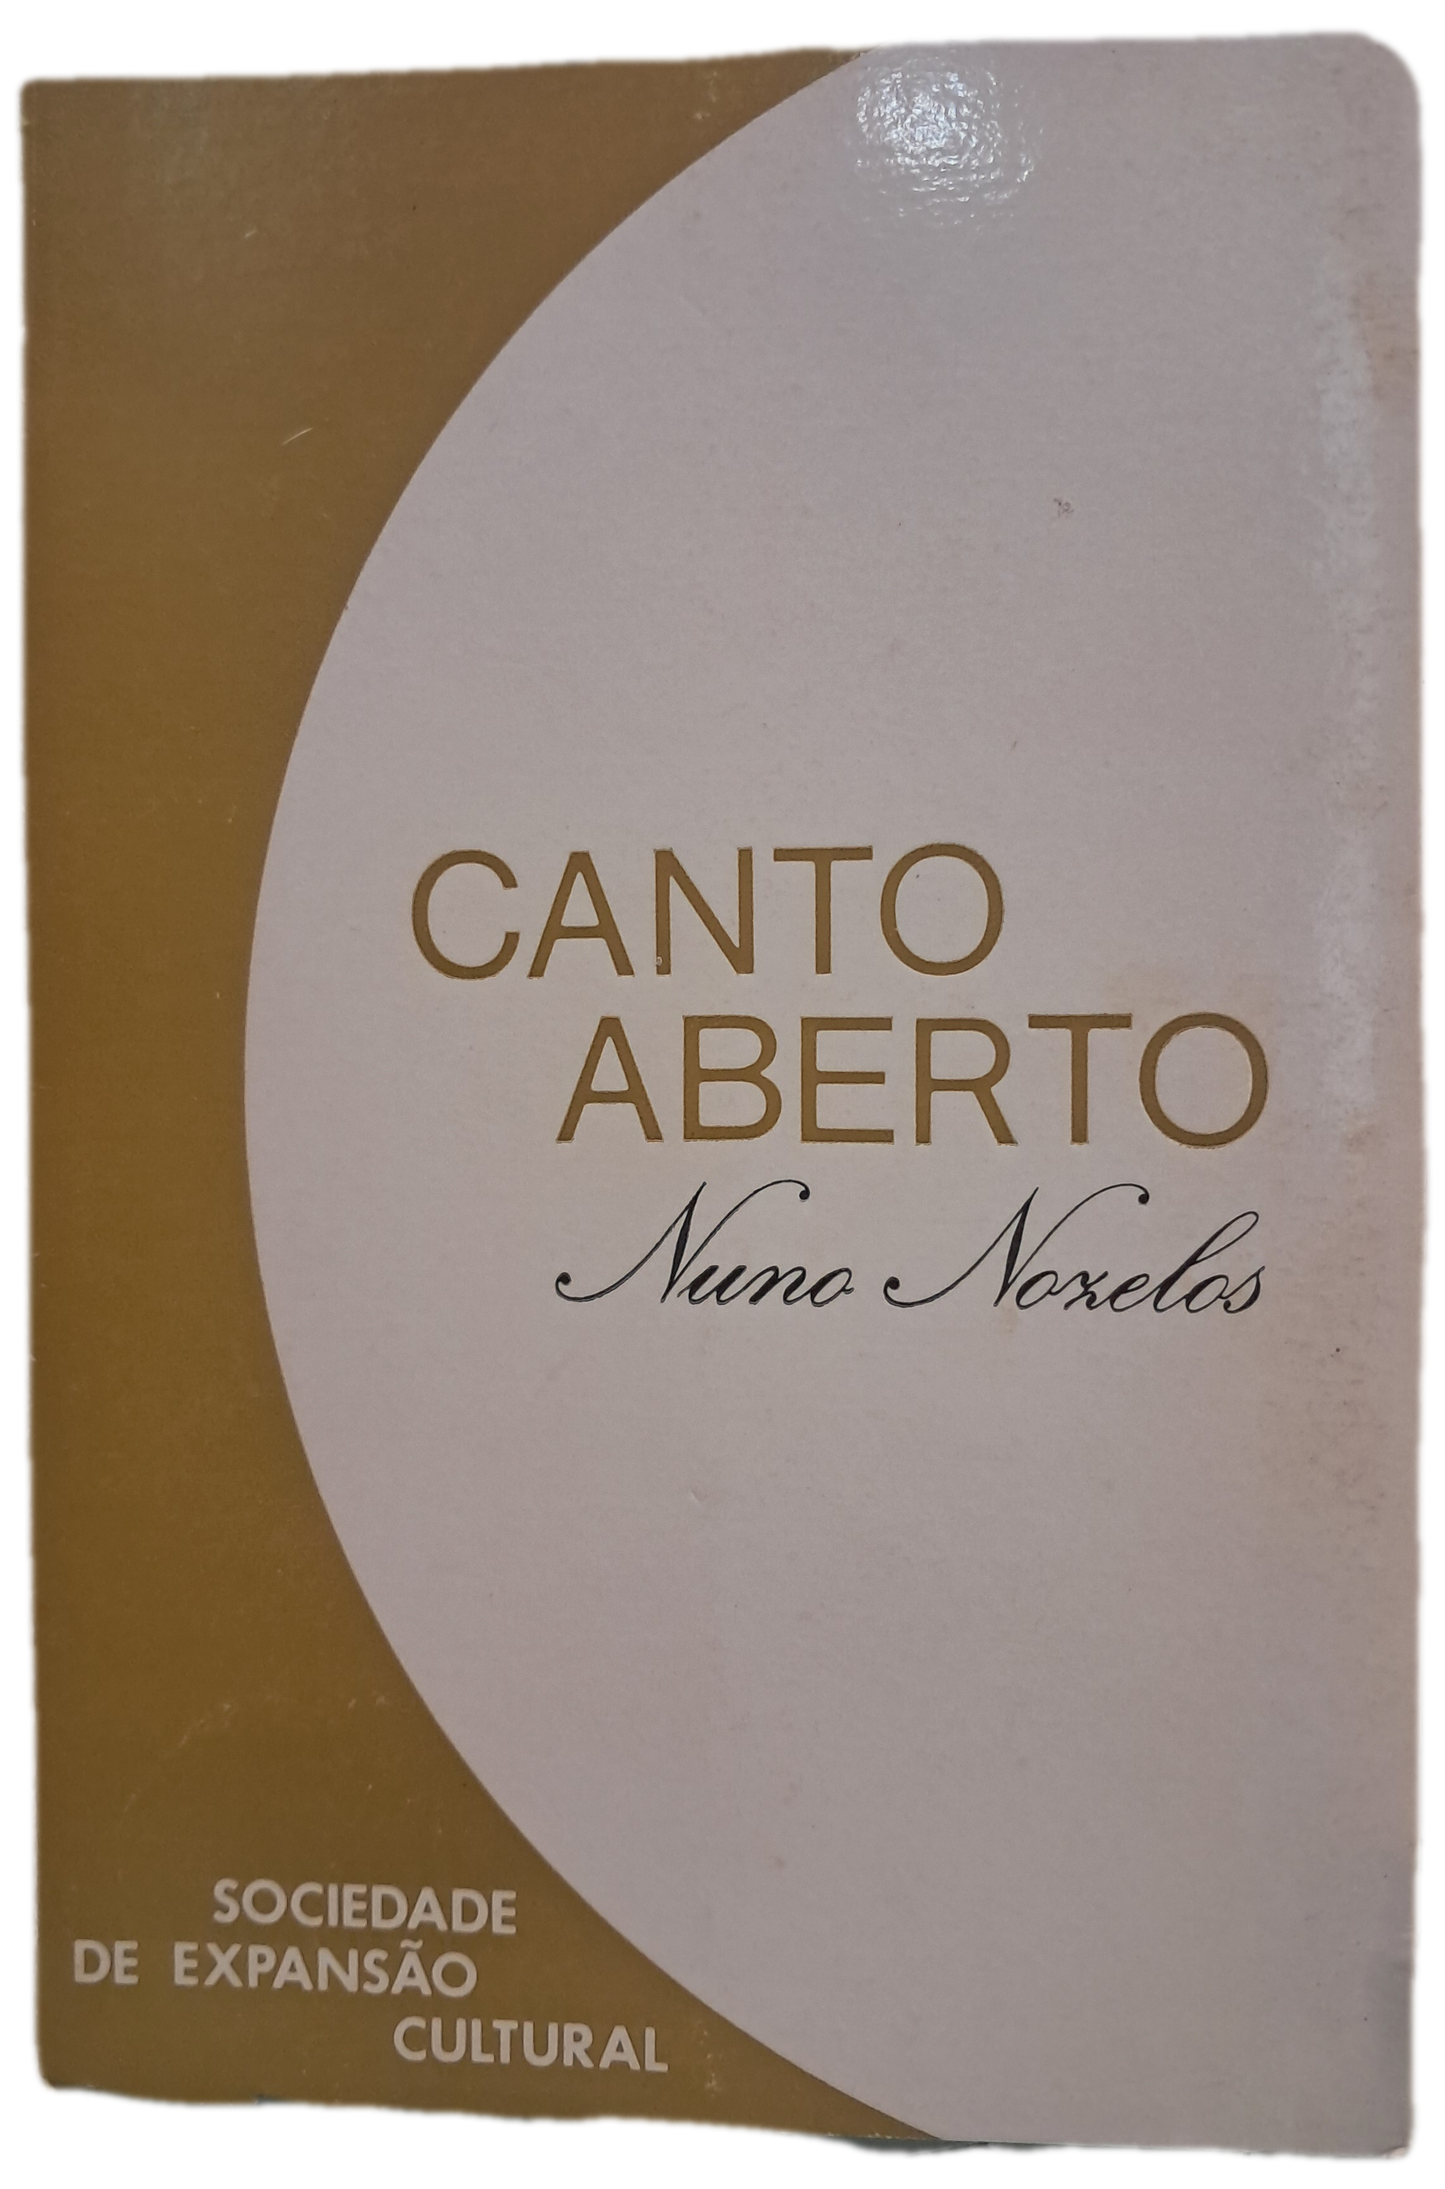 CANTO
ABERTO
Nuno Nozelos
SOCIEDADE
DE EXPANSÃO
CULTURAL